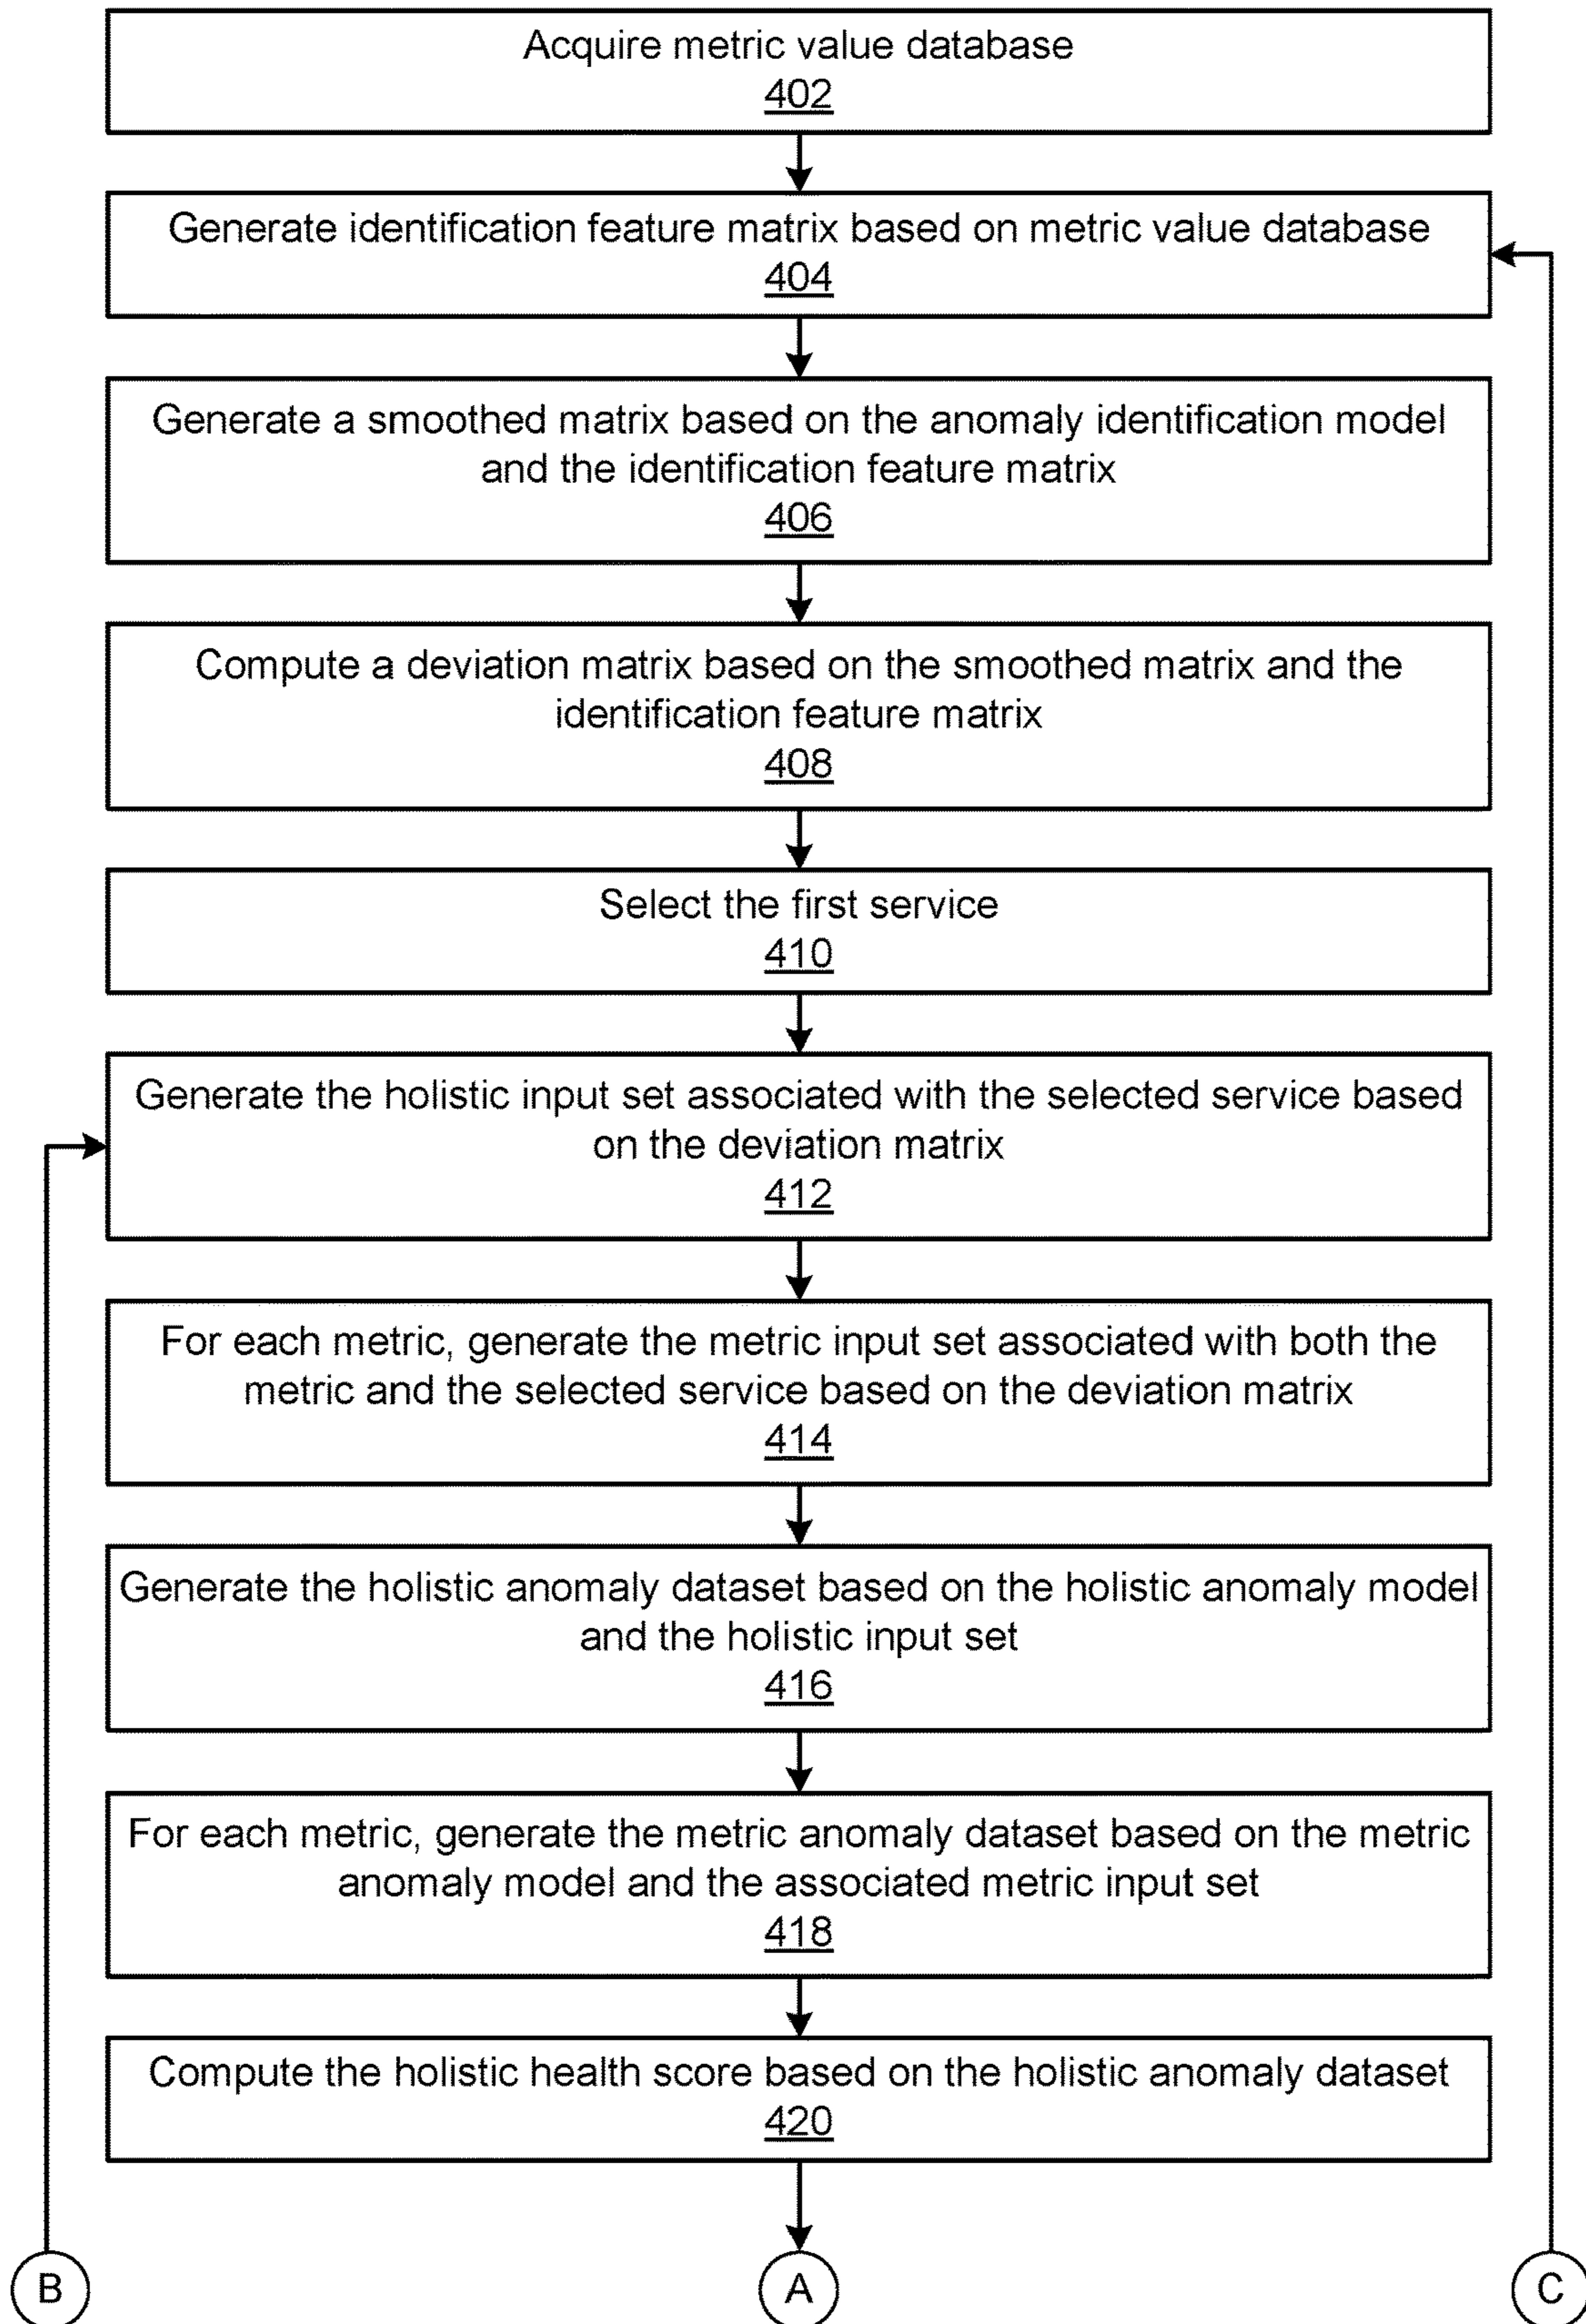 Acquire metric value database
402
Generate identification feature matrix based on metric value database
404
Generate a smoothed matrix based on the anomaly identification model
and the identification feature matrix
406
Compute a deviation matrix based on the smoothed matrix and the
identification feature matrix
408
Select the first service
410
Generate the holistic input set associated with the selected service based
on the deviation matrix
412
For each metric, generate the metric input set associated with both the
metric and the selected service based on the deviation matrix
414
Generate the holistic anomaly dataset based on the holistic anomaly model
and the holistic input set
416
For each metric, generate the metric anomaly dataset based on the metric
anomaly model and the associated metric input set
418
Compute the holistic health score based on the holistic anomaly dataset
420
B
A
C